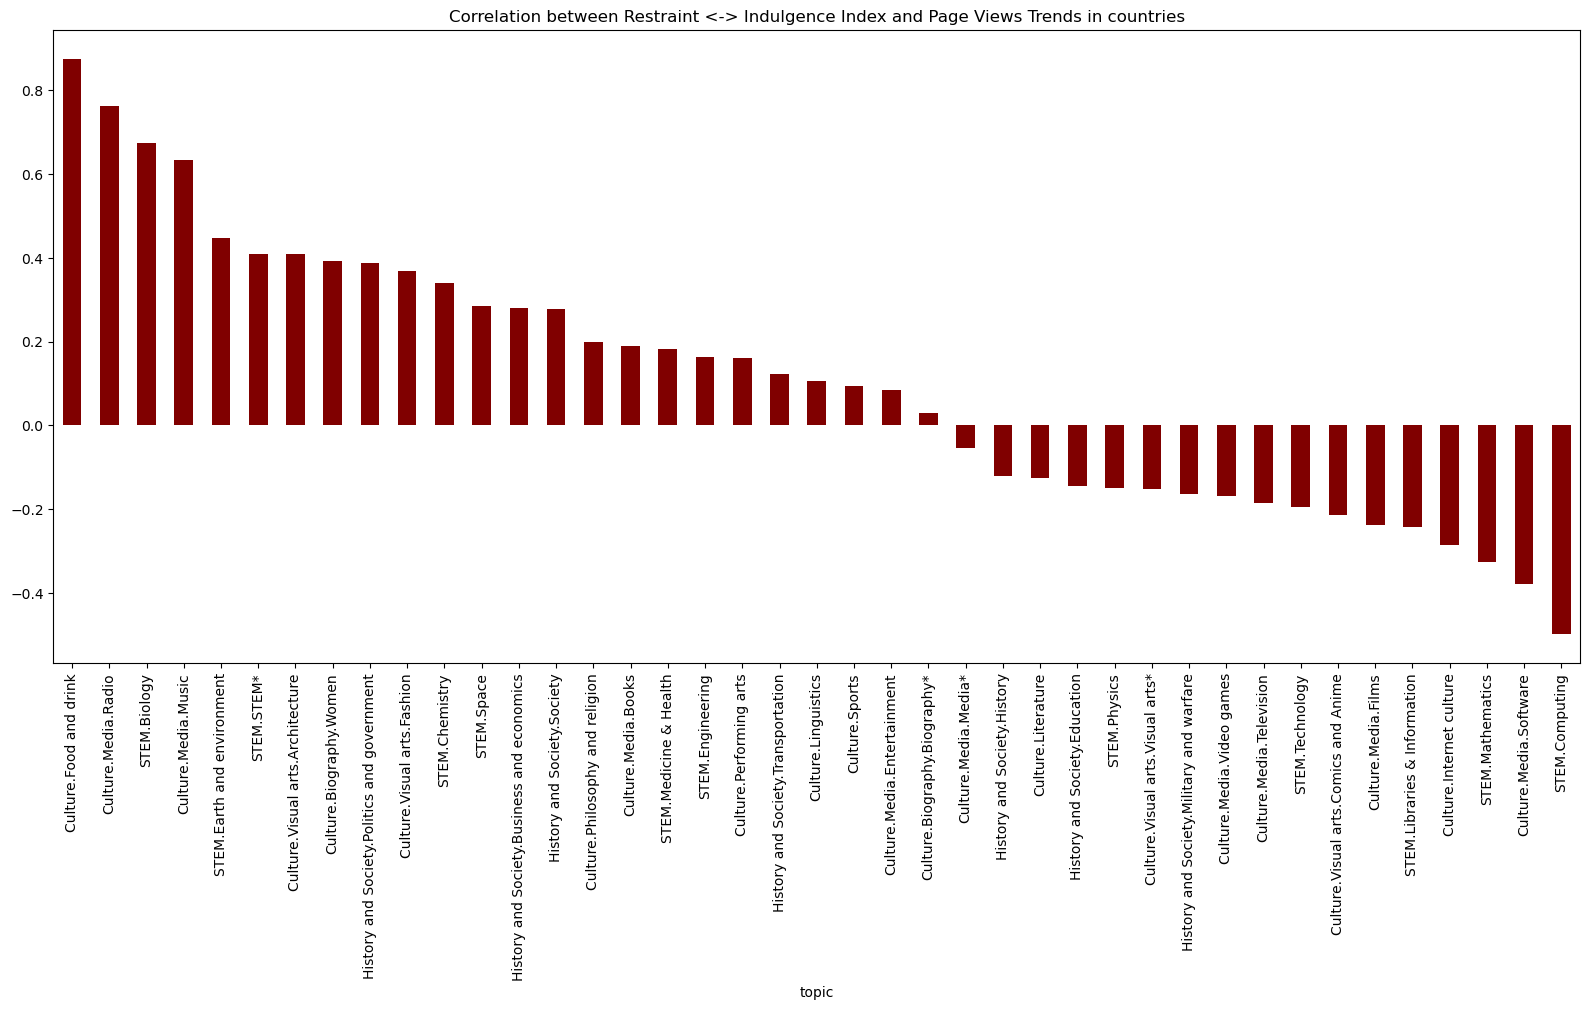 Correlation between Restraint <-> Indulgence Index and Page Views Trends in countries
0.8
0.6
0.4
0.2
0.0
−0.2
−0.4
Culture.Food and drink
Culture.Media.Radio
STEM.Biology
Culture.Media.Music
STEM.Earth and environment
STEM.STEM*
Culture.Visual arts.Architecture
Culture.Biography.Women
History and Society.Politics and government
Culture.Visual arts.Fashion
STEM.Chemistry
STEM.Space
History and Society.Business and economics
History and Society.Society
Culture.Philosophy and religion
Culture.Media.Books
STEM.Medicine & Health
STEM.Engineering
Culture.Performing arts
History and Society.Transportation
Culture.Linguistics
Culture.Sports
Culture.Media.Entertainment
Culture.Biography.Biography*
Culture.Media.Media*
History and Society.History
Culture.Literature
History and Society.Education
STEM.Physics
Culture.Visual arts.Visual arts*
History and Society.Military and warfare
Culture.Media.Video games
Culture.Media.Television
STEM.Technology
Culture.Visual arts.Comics and Anime
Culture.Media.Films
STEM.Libraries & Information
Culture.Internet culture
STEM.Mathematics
Culture.Media.Software
STEM.Computing
topic